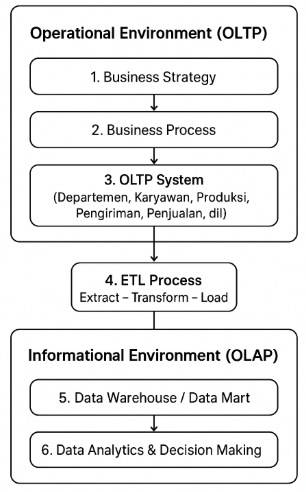 Operational Environment (OLTP)
1. Business Strategy
2. Business Process
3. OLTP System
(Departemen, Karyawan, Produksi,
Pengiriman, Penjualan, dil)
4. ETL Process
Extract – Transform – Load
Informational Environment (OLAP)
5. Data Warehouse / Data Mart
6. Data Analytics & Decision Making